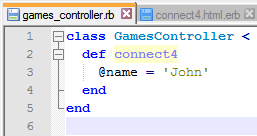 games_controller.rb connect4.html.erb
1 class GamesController <
2 def connect4
3 @name = 'John'
4 end
5 end
6